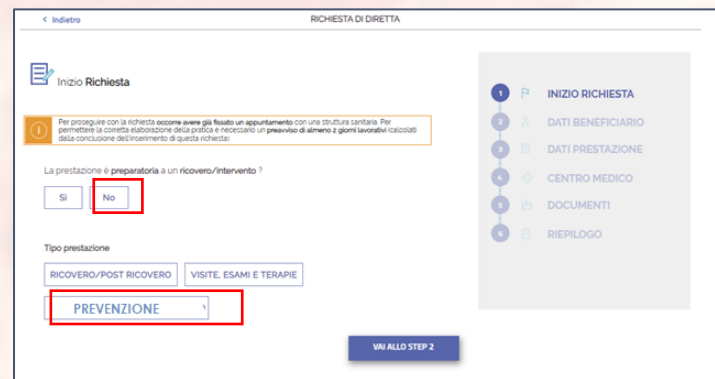 < Indietro
RICHIESTA DI DIRETTA
Inizio Richiesta
Per proseguire con la richiesta occorre avere già fissato un appuntamento con una struttura sanitaria. Per
permettere la corretta elaborazione della pratica è necessario un preavviso di almeno 2 giorni lavorativi (calcolati
dalla conclusione dell'inserimento di questa richiesta)
La prestazione è preparatoria a un ricovero/intervento ?
Sì
No
Tipo prestazione
RICOVERO/POST RICOVERO
VISITE, ESAMI E TERAPIE
PREVENZIONE
VAI ALLO STEP 2
1 INIZIO RICHIESTA
2 DATI BENEFICIARIO
3 DATI PRESTAZIONE
4 CENTRO MEDICO
5 DOCUMENTI
6 RIEPILOGO